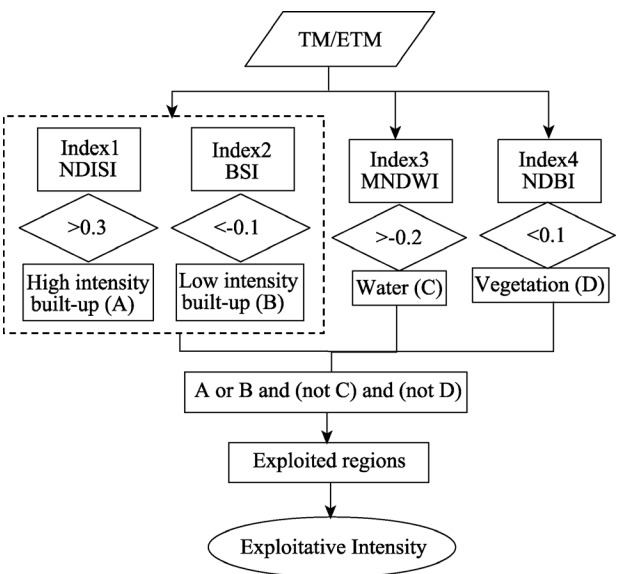 TM/ETM
Index1
NDISI
Index2
BSI
Index3
MNDWI
Index4
NDBI
>0.3
<-0.1
>-0.2
<0.1
High intensity
built-up (A)
Low intensity
built-up (B)
Water (C)
Vegetation (D)
A or B and (not C) and (not D)
Exploited regions
Exploitative Intensity